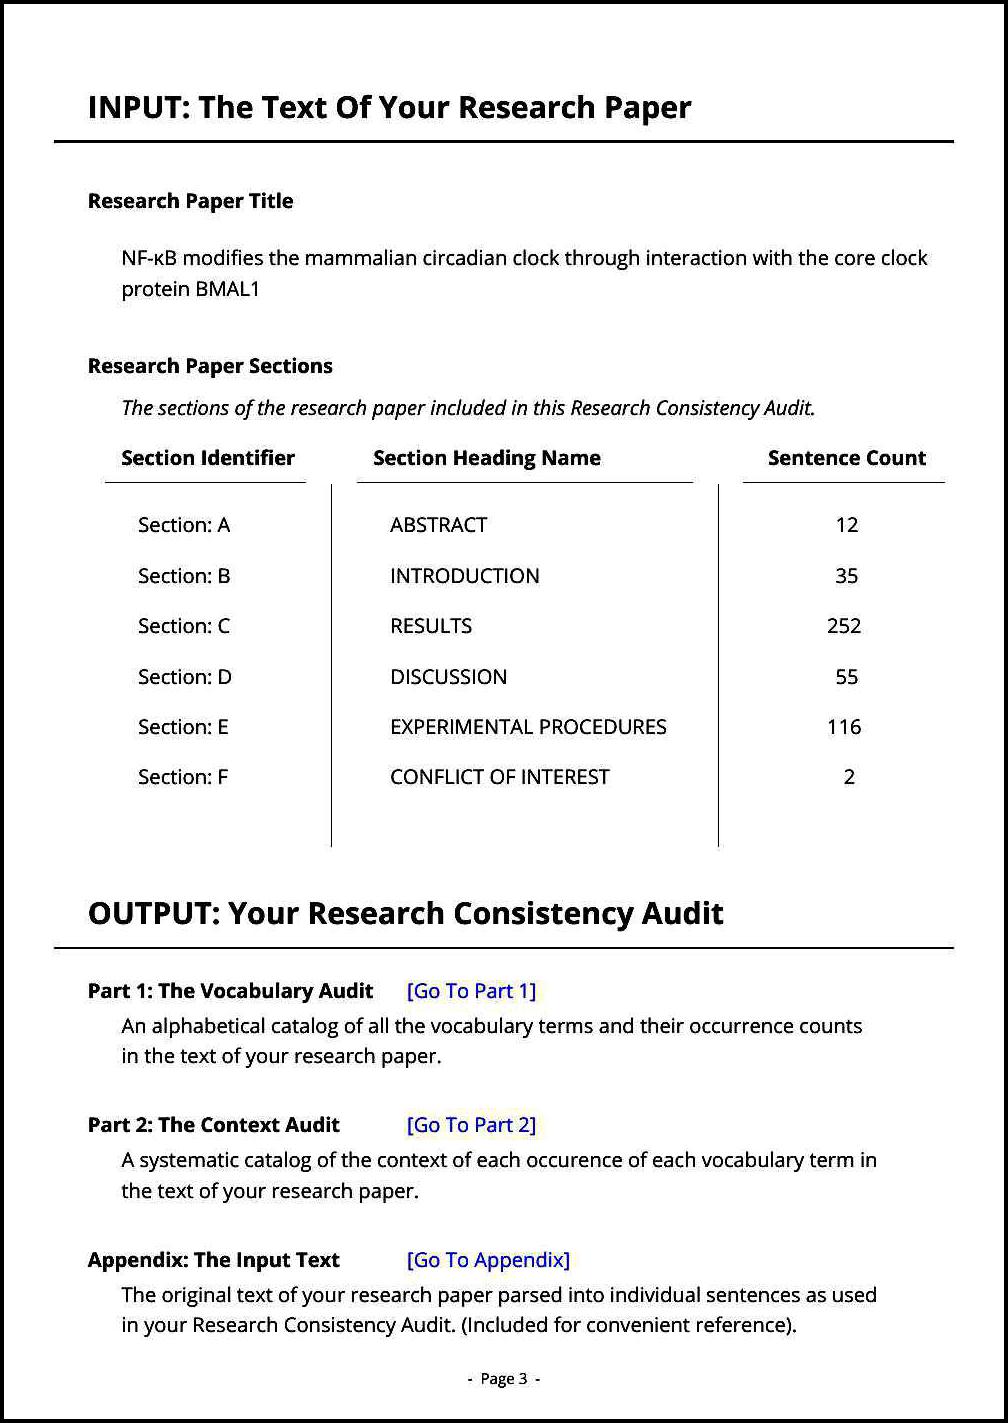 INPUT: The Text Of Your Research Paper
Research Paper Title
NF-κB modifies the mammalian circadian clock through interaction with the core clock
protein BMAL1
Research Paper Sections
The sections of the research paper included in this Research Consistency Audit.
Section Identifier Section Heading Name Sentence Count
Section: A ABSTRACT 12
Section: B INTRODUCTION 35
Section: C RESULTS 252
Section: D DISCUSSION 55
Section: E EXPERIMENTAL PROCEDURES 116
Section: F CONFLICT OF INTEREST 2
OUTPUT: Your Research Consistency Audit
Part 1: The Vocabulary Audit [Go To Part 1]
An alphabetical catalog of all the vocabulary terms and their occurrence counts
in the text of your research paper.
Part 2: The Context Audit [Go To Part 2]
A systematic catalog of the context of each occurence of each vocabulary term in
the text of your research paper.
Appendix: The Input Text [Go To Appendix]
The original text of your research paper parsed into individual sentences as used
in your Research Consistency Audit. (Included for convenient reference).
- Page 3 -